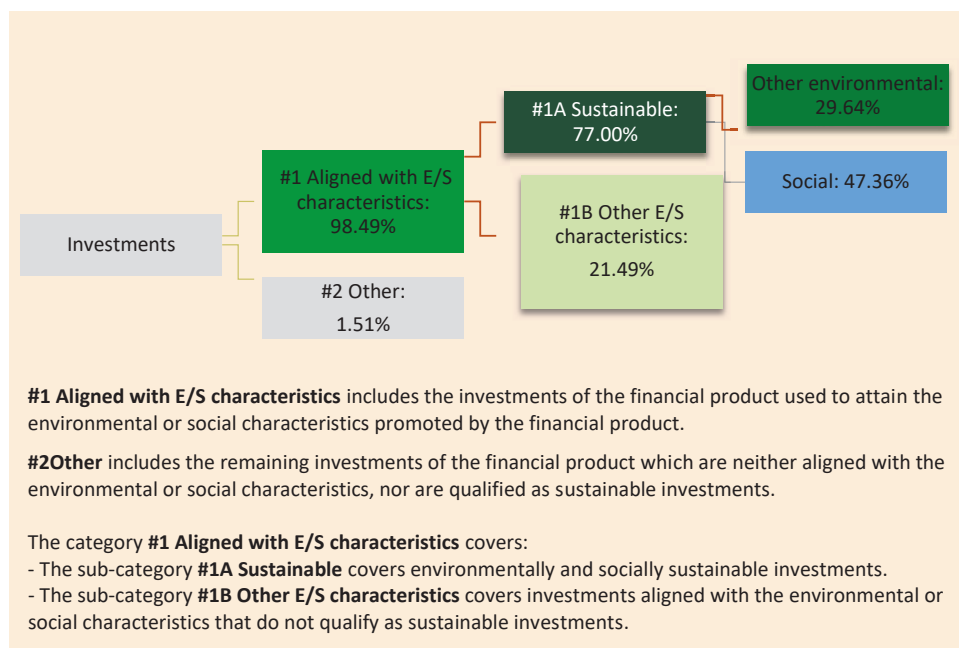 Other environmental:
29.64%
#1A Sustainable:
77.00%
Social: 47.36%
#1 Aligned with E/S
characteristics:
98.49%
#1B Other E/S
characteristics:
21.49%
Investments
#2 Other:
1.51%
#1 Aligned with E/S characteristics includes the investments of the financial product used to attain the
environmental or social characteristics promoted by the financial product.
#2Other includes the remaining investments of the financial product which are neither aligned with the
environmental or social characteristics, nor are qualified as sustainable investments.
The category #1 Aligned with E/S characteristics covers:
- The sub-category #1A Sustainable covers environmentally and socially sustainable investments.
- The sub-category #1B Other E/S characteristics covers investments aligned with the environmental or
social characteristics that do not qualify as sustainable investments.